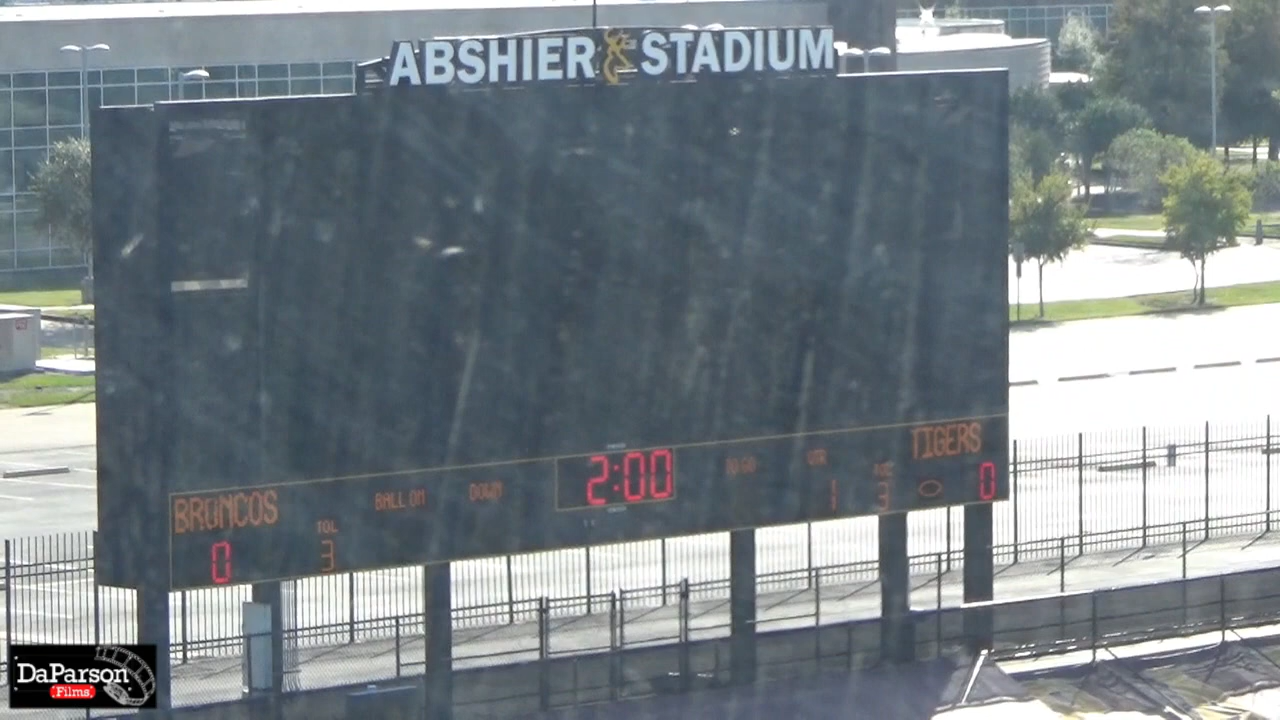 ABSHIER & STADIUM
BRONCOS
0
TOL
3
BALL ON
DOWN
2:00
TO GO
QTR
1
3
TIGERS
0
DaParson
Films.